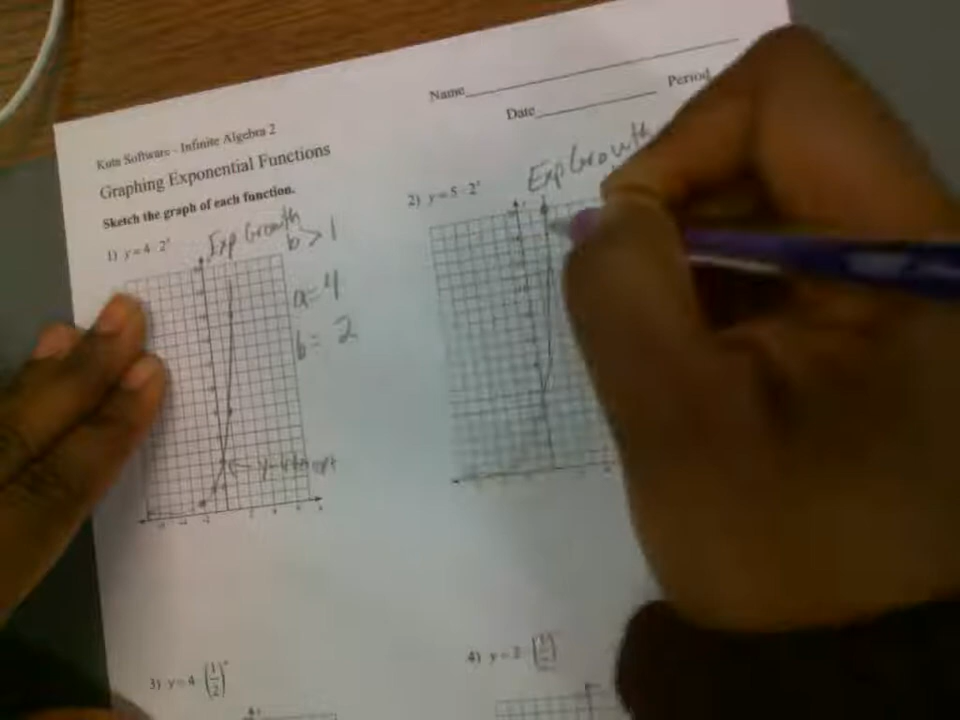 Name
Date Period
Kuta Software - Infinite Algebra 2
Graphing Exponential Functions
Sketch the graph of each function.
1) y = 4 · 2ˣ
Exp Growth
b > 1
a = 4
b = 2
y-intercept
2) y = 5 · 2ˣ
Exp Growth
3) y = 4 · (1/2)ˣ
4) y = 2 ·